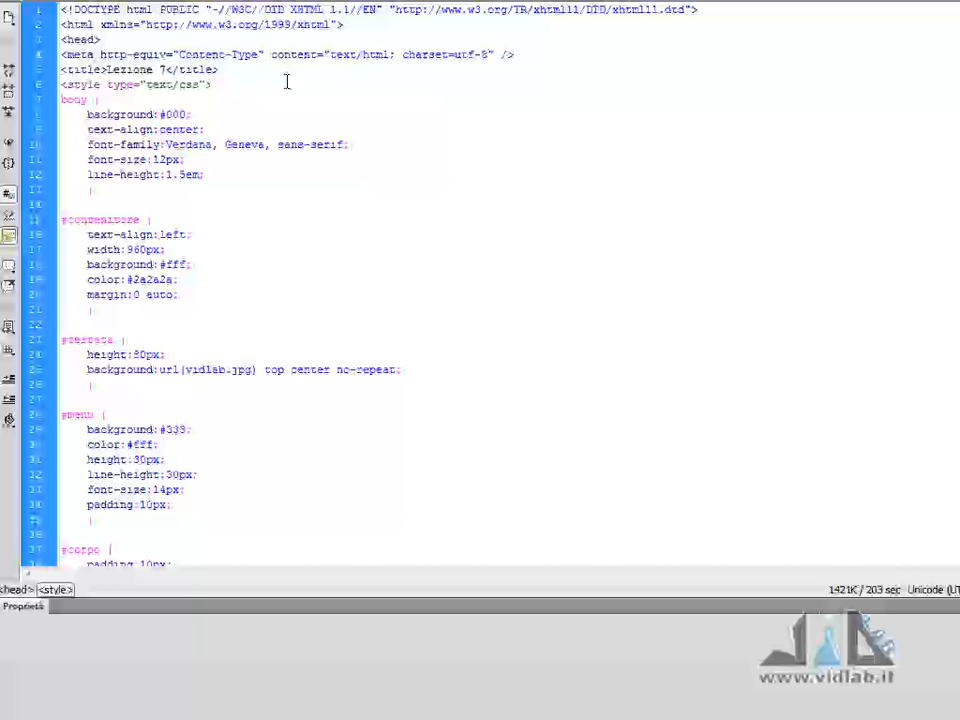 <!DOCTYPE html PUBLIC "-//W3C//DTD XHTML 1.1//EN" "http://www.w3.org/TR/xhtml11/DTD/xhtml11.dtd">
<html xmlns="http://www.w3.org/1999/xhtml">
<head>
<meta http-equiv="Content-Type" content="text/html; charset=utf-8" />
<title>Lezione 7</title>
<style type="text/css">
body {
background:#000;
text-align:center;
font-family:Verdana, Geneva, sans-serif;
font-size:12px;
line-height:1.5em;
}
#contenitore {
text-align:left;
width:960px;
background:#fff;
color:#2a2a2a;
margin:0 auto;
}
#testata {
height:80px;
background:url(vidlab.jpg) top center no-repeat;
}
#menu {
background:#333;
color:#fff;
height:30px;
line-height:30px;
font-size:14px;
padding:10px;
}
#corpo {
padding:10px;
<head> <style> 1421K / 203 sec Unicode (UT
Proprietà
www.vidlab.it